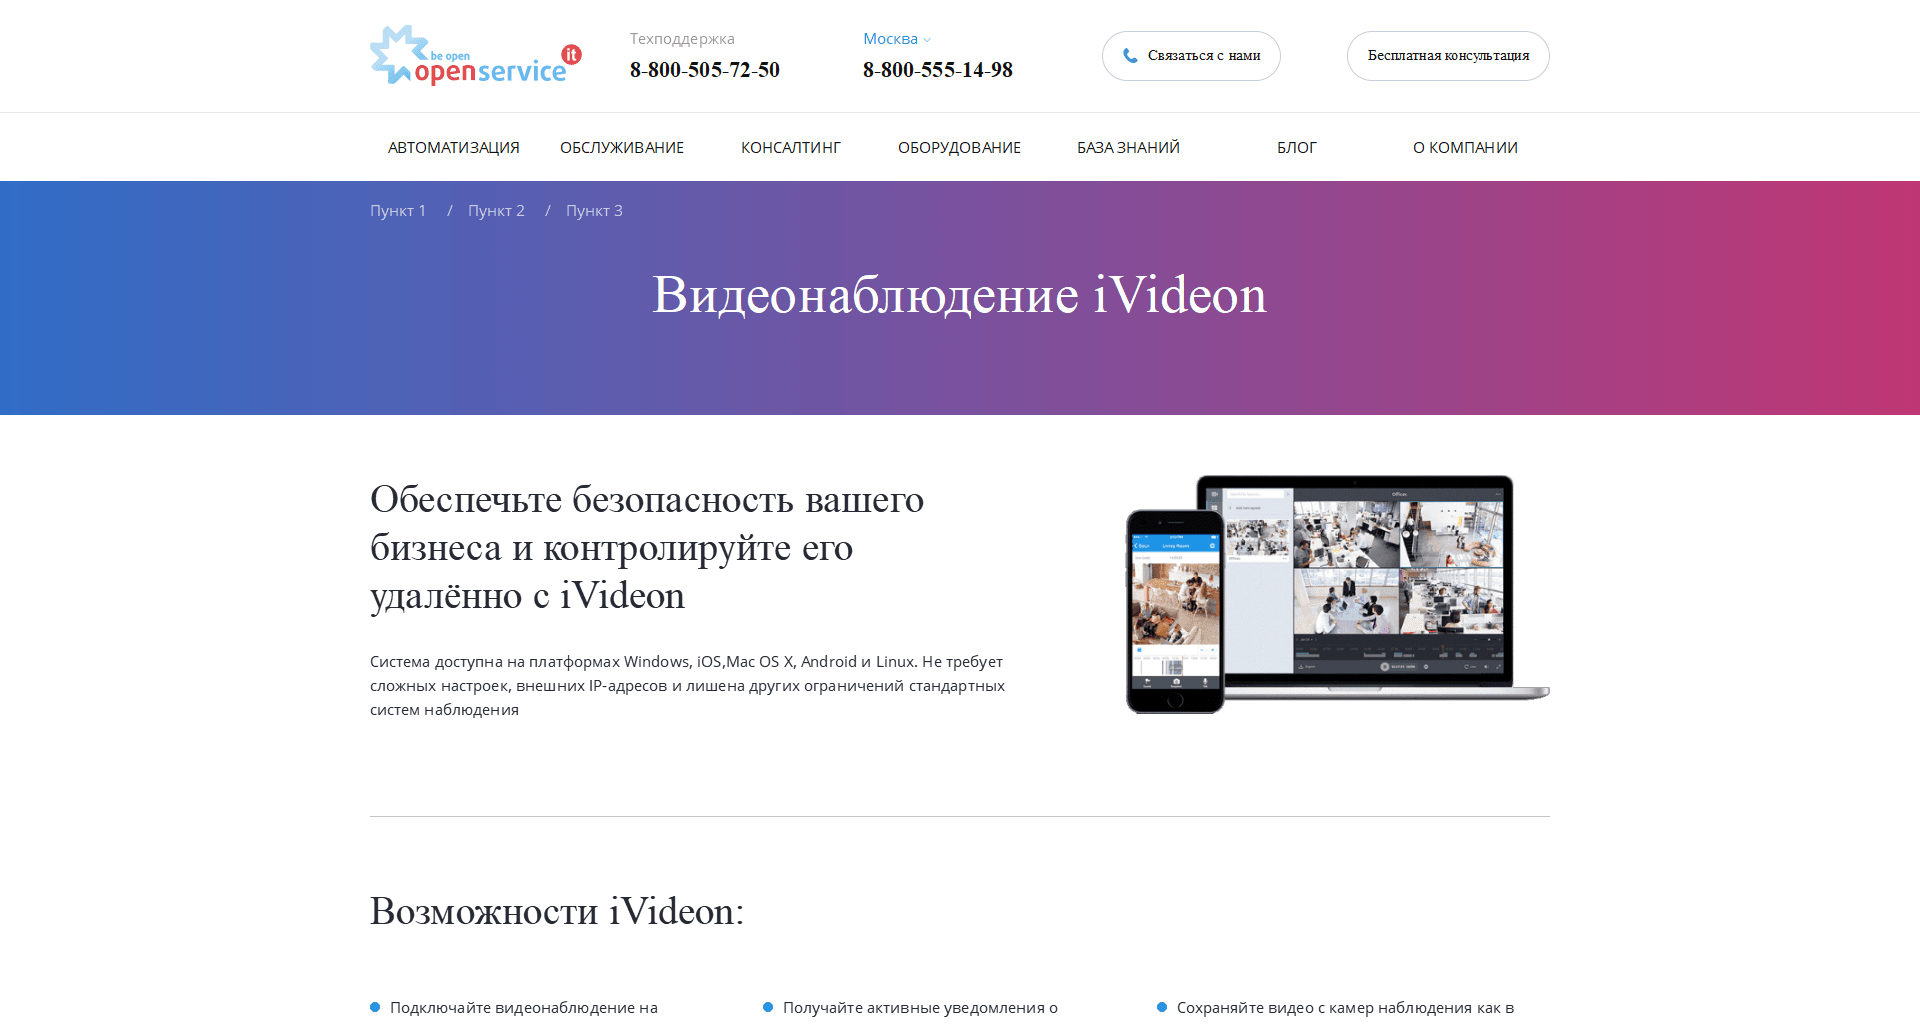 be open
openservice it
Техподдержка
8-800-505-72-50
Москва
8-800-555-14-98
Связаться с нами
Бесплатная консультация
АВТОМАТИЗАЦИЯ ОБСЛУЖИВАНИЕ КОНСАЛТИНГ ОБОРУДОВАНИЕ БАЗА ЗНАНИЙ БЛОГ О КОМПАНИИ
Пункт 1 / Пункт 2 / Пункт 3
Видеонаблюдение iVideon
Обеспечьте безопасность вашего
бизнеса и контролируйте его
удалённо с iVideon
Offices
Living Room
Система доступна на платформах Windows, iOS,Mac OS X, Android и Linux. Не требует
сложных настроек, внешних IP-адресов и лишена других ограничений стандартных
систем наблюдения
Возможности iVideon:
Подключайте видеонаблюдение на
Получайте активные уведомления о
Сохраняйте видео с камер наблюдения как в